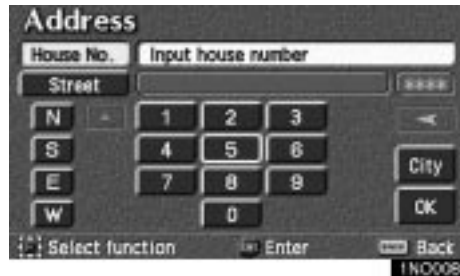 Address
House No. Input house number
Street ****
N - 1 2 3
S 4 5 6
E 7 8 9 City
W 0 OK
Select function Enter Back
1NO008